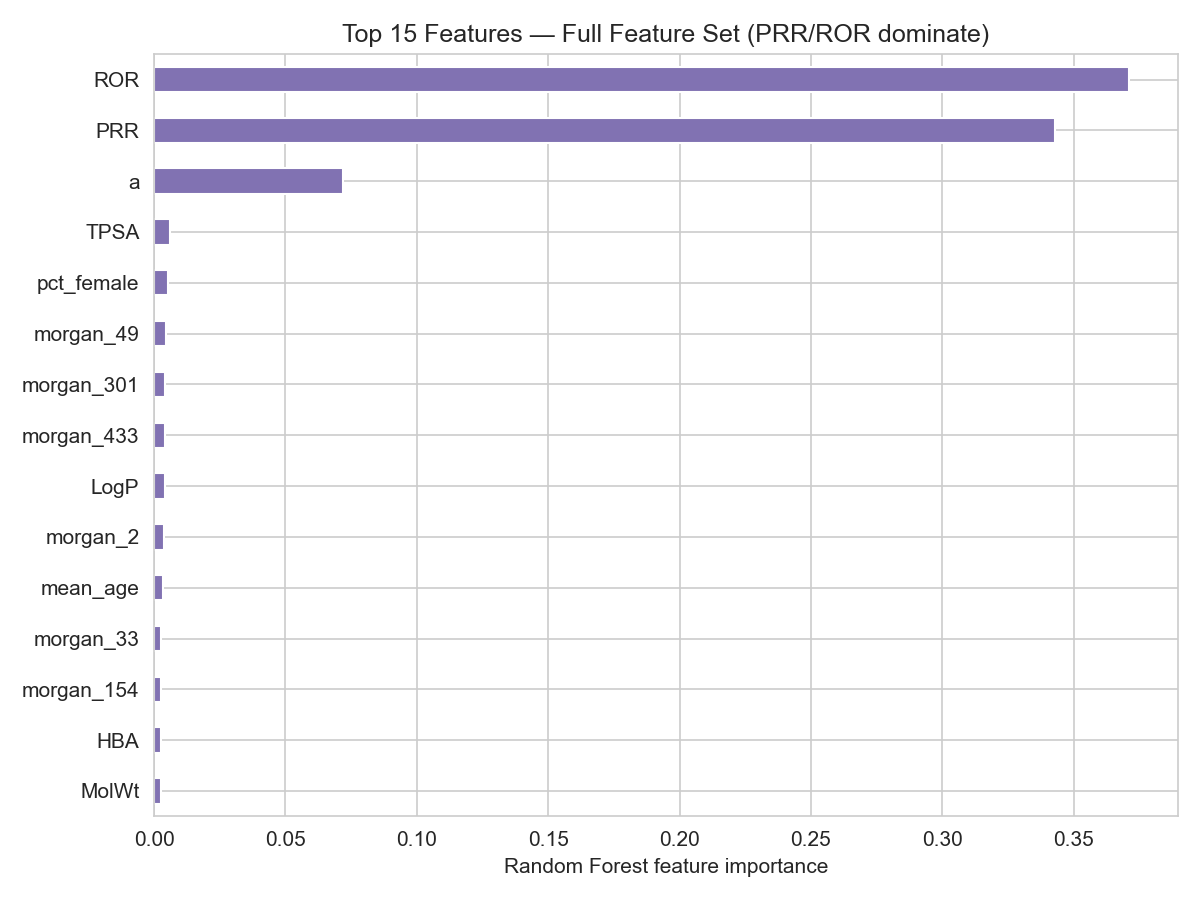 Top 15 Features — Full Feature Set (PRR/ROR dominate)
ROR
PRR
a
TPSA
pct_female
morgan_49
morgan_301
morgan_433
LogP
morgan_2
mean_age
morgan_33
morgan_154
HBA
MolWt
0.00 0.05 0.10 0.15 0.20 0.25 0.30 0.35
Random Forest feature importance